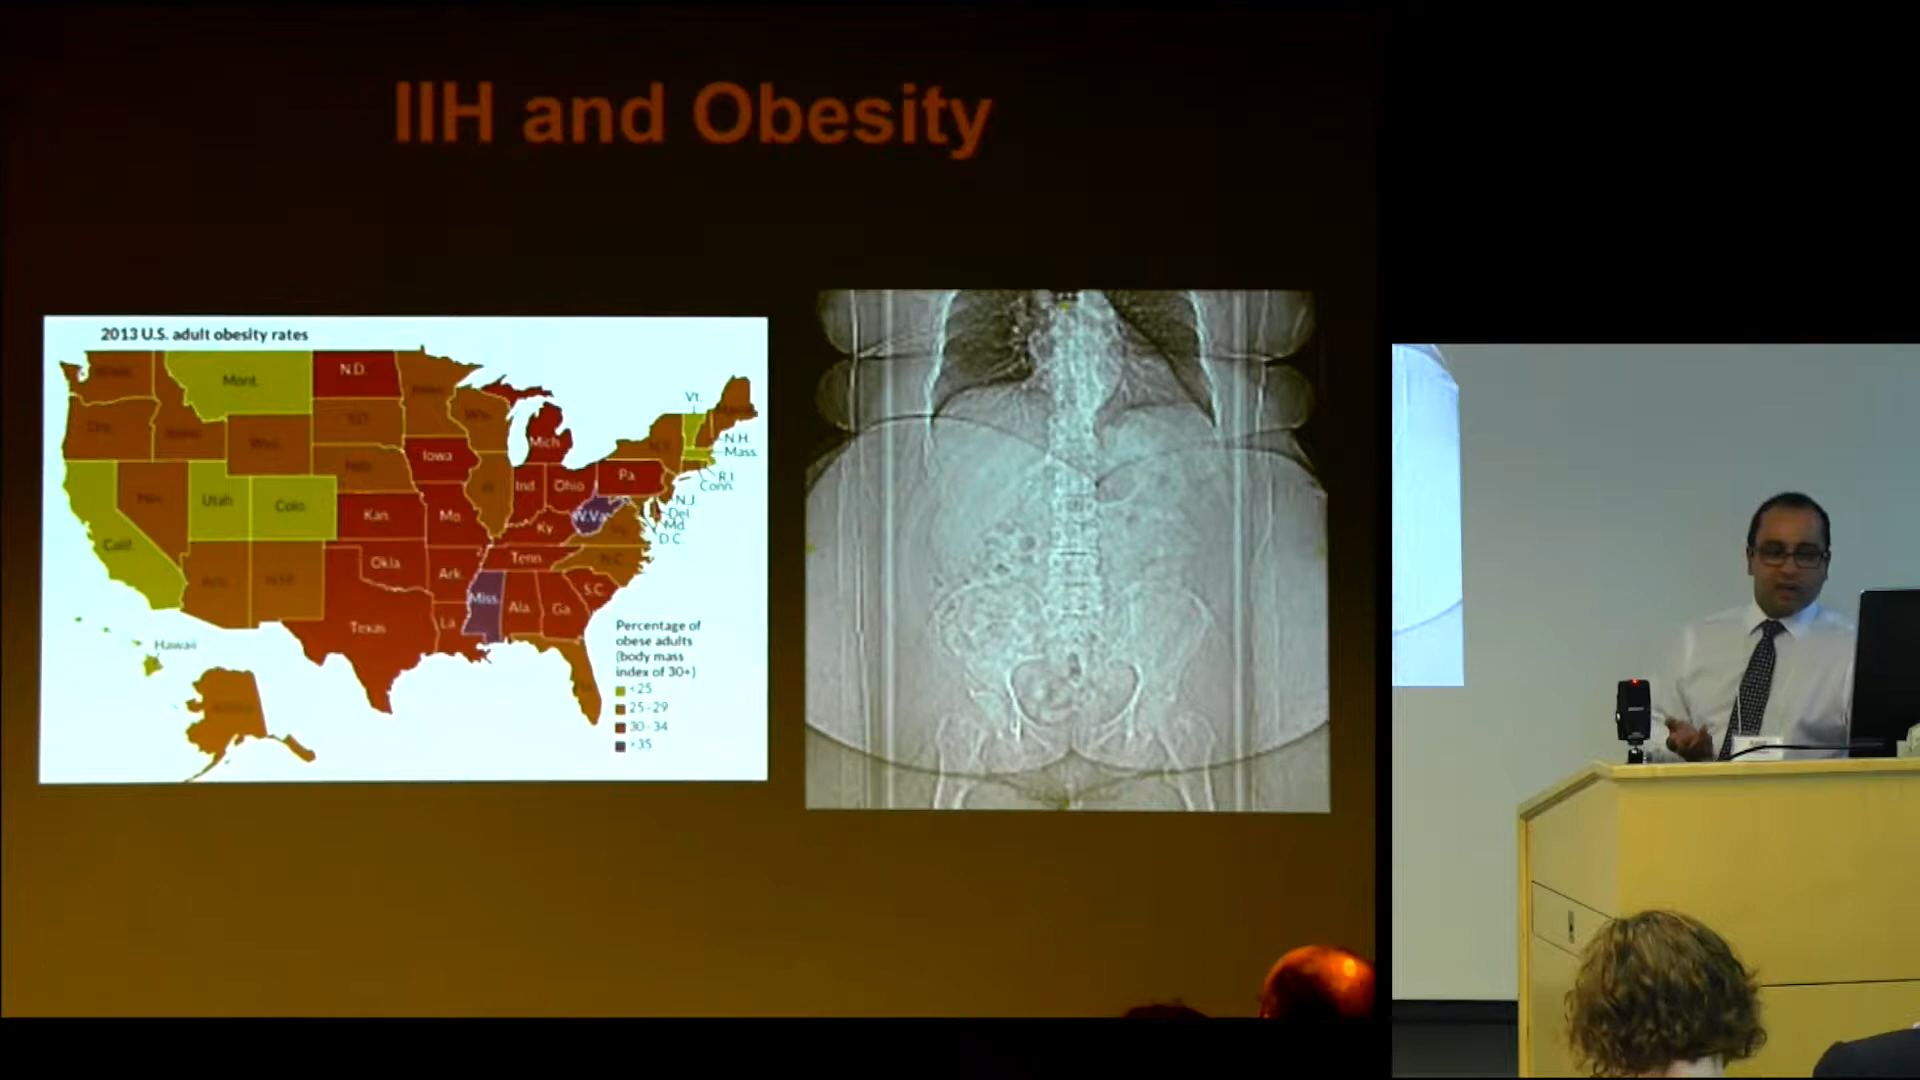 IIH and Obesity
2013 U.S. adult obesity rates
Mont.
N.D.
Vt.
N.H.
Mass.
R.I.
Conn.
N.J.
Del.
Md.
D.C.
Mich.
Iowa
Pa.
Ind.
Ohio
W.Va.
Utah
Colo.
Kan.
Mo.
Ky.
Calif.
Okla.
Tenn.
N.C.
Ark.
S.C.
Miss.
Ala.
Ga.
Texas
La.
Hawaii
Percentage of
obese adults
(body mass
index of 30+)
<25
25-29
30-34
>35